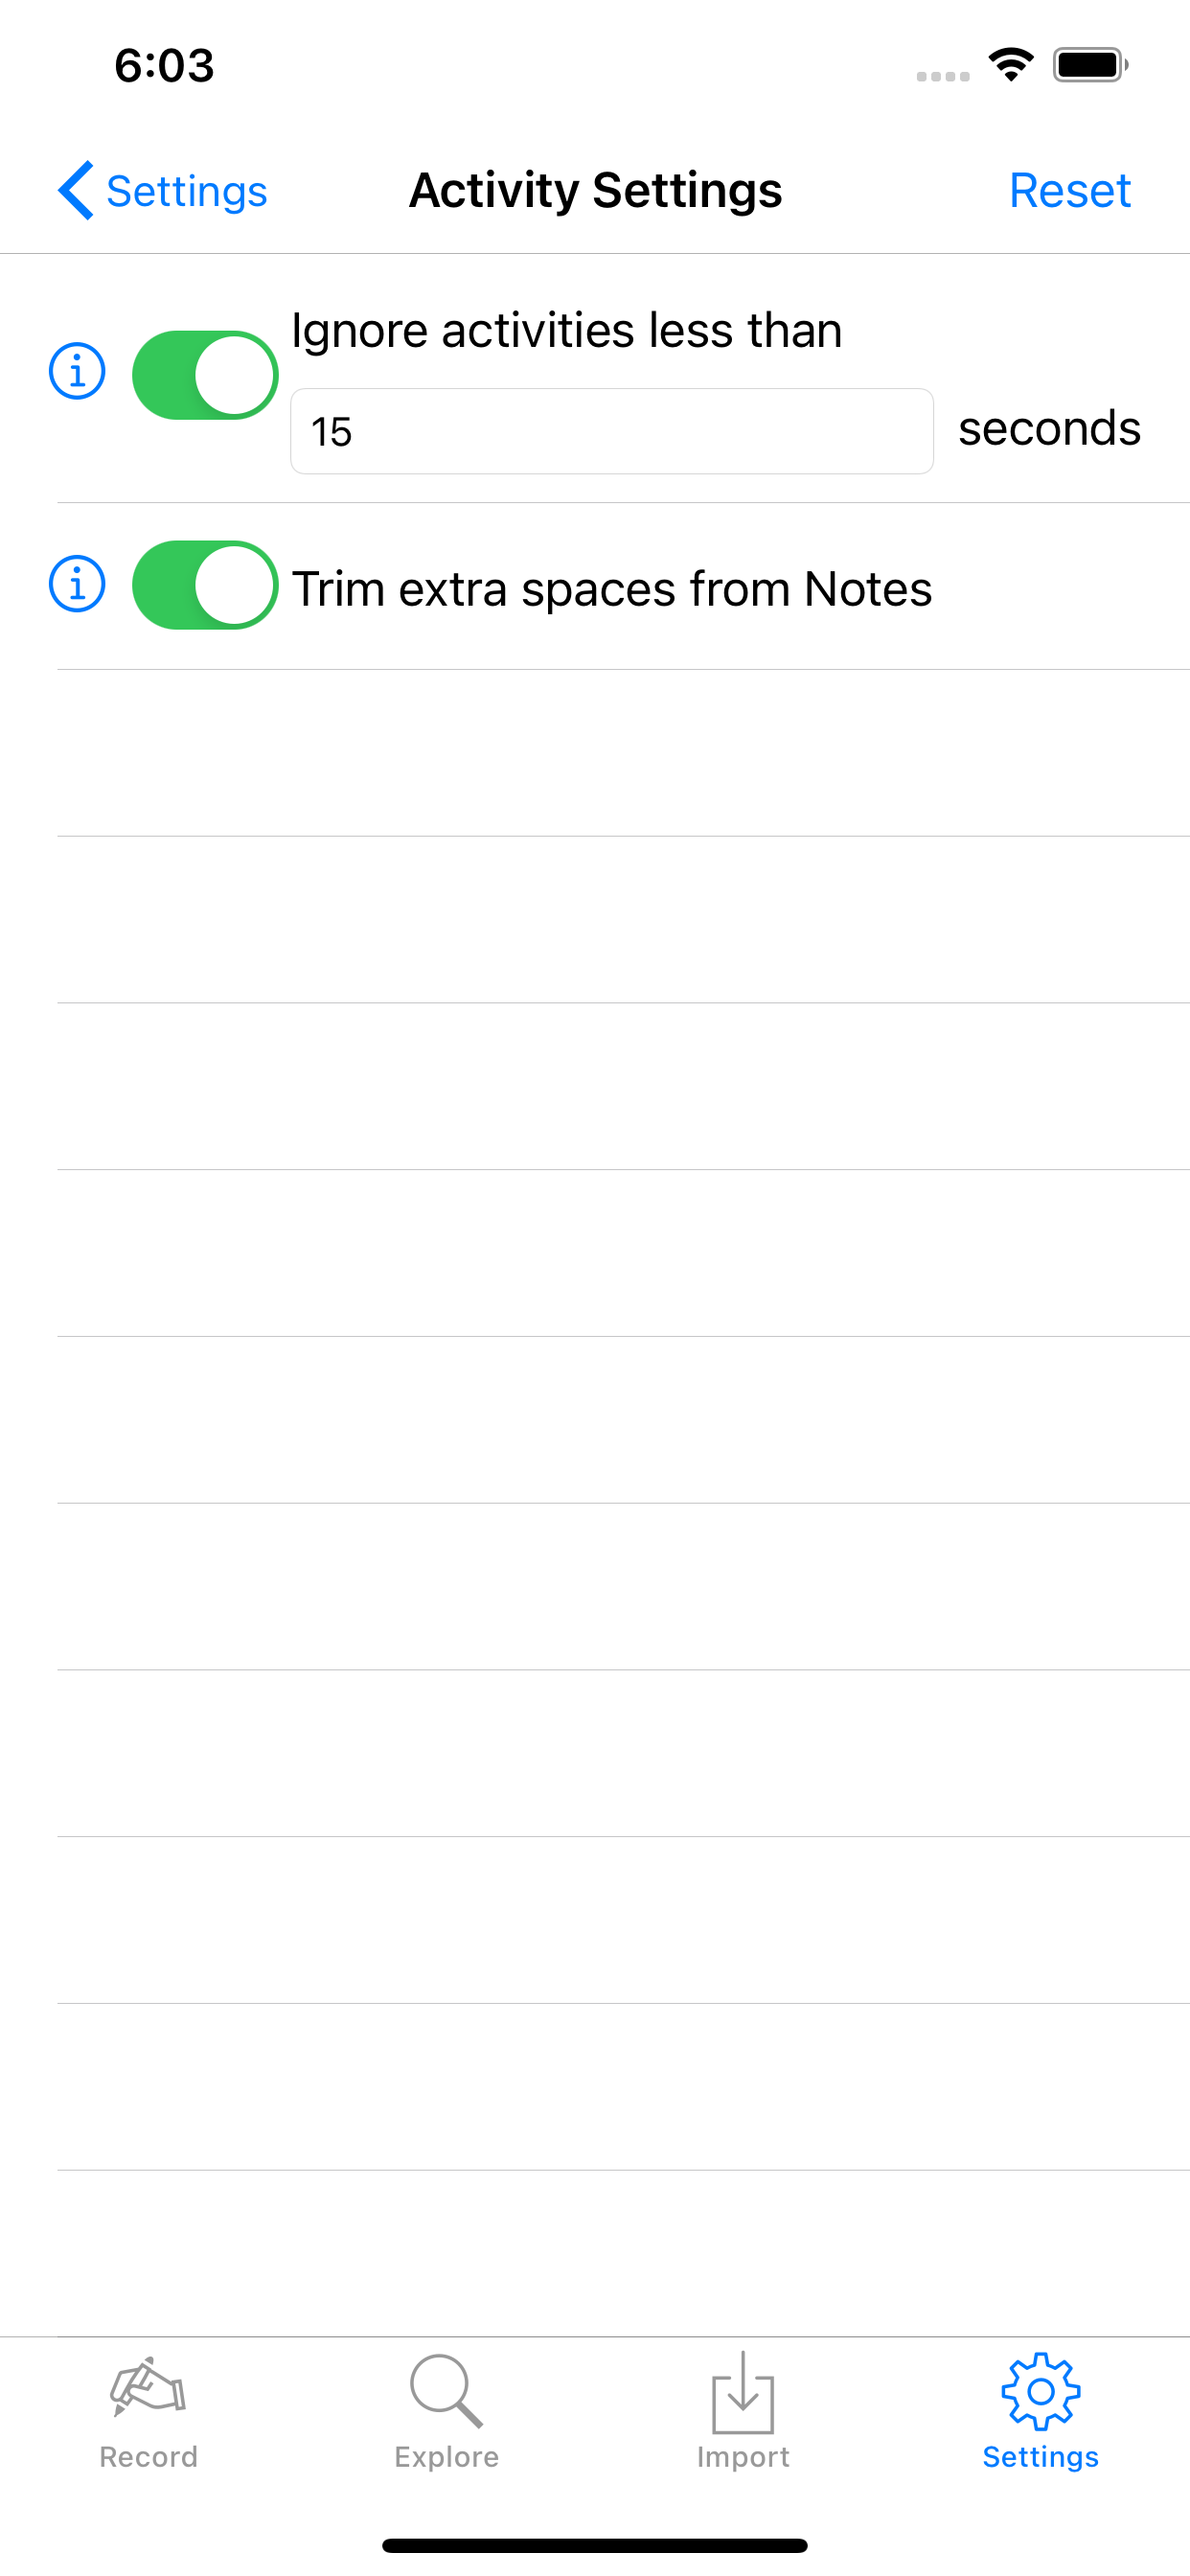 6:03
Settings
Activity Settings
Reset
Ignore activities less than
15
seconds
Trim extra spaces from Notes
Record
Explore
Import
Settings